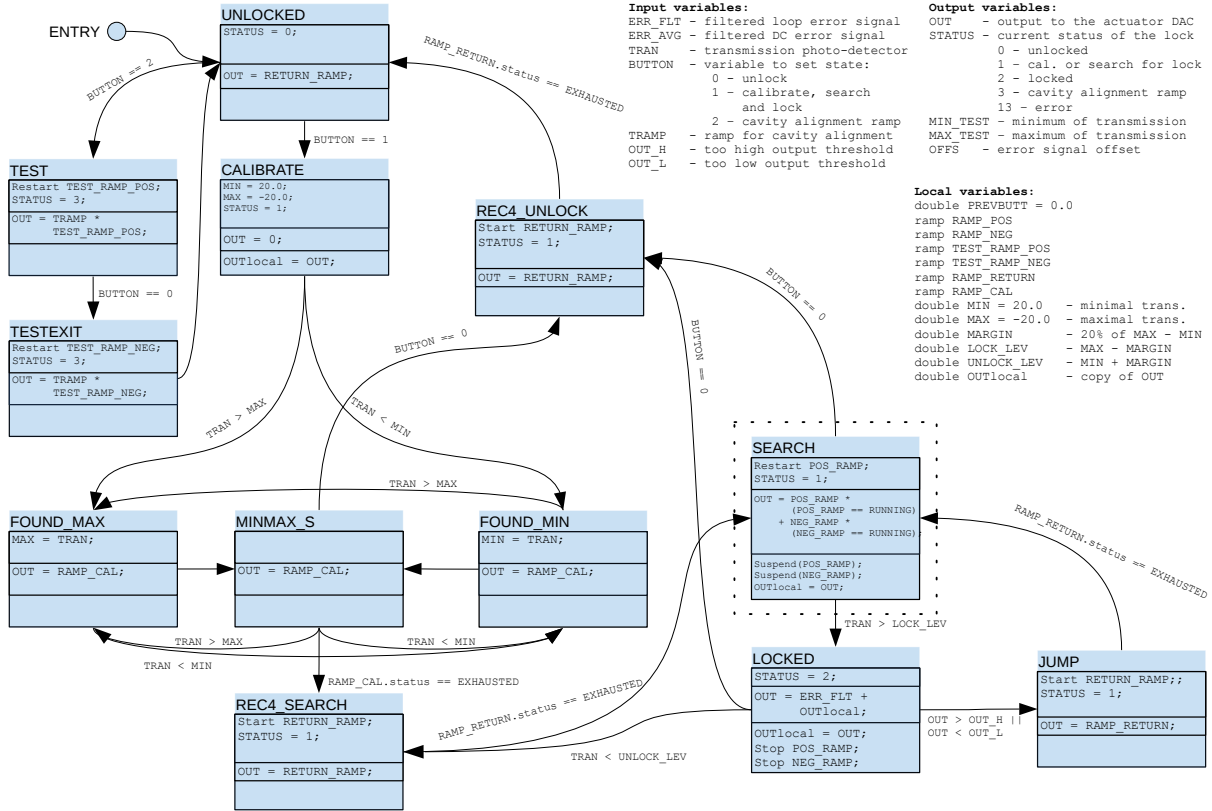 ENTRY
UNLOCKED
STATUS = 0;
OUT = RETURN_RAMP;
BUTTON == 2
BUTTON == 1
RAMP_RETURN.status == EXHAUSTED
Input variables:
ERR_FLT - filtered loop error signal
ERR_AVG - filtered DC error signal
TRAN - transmission photo-detector
BUTTON - variable to set state:
0 - unlock
1 - calibrate, search
and lock
2 - cavity alignment ramp
TRAMP - ramp for cavity alignment
OUT_H - too high output threshold
OUT_L - too low output threshold
Output variables:
OUT - output to the actuator DAC
STATUS - current status of the lock
0 - unlocked
1 - cal. or search for lock
2 - locked
3 - cavity alignment ramp
13 - error
MIN_TEST - minimum of transmission
MAX_TEST - maximum of transmission
OFFS - error signal offset
Local variables:
double PREVBUTT = 0.0
ramp RAMP_POS
ramp RAMP_NEG
ramp TEST_RAMP_POS
ramp TEST_RAMP_NEG
ramp RAMP_RETURN
ramp RAMP_CAL
double MIN = 20.0 - minimal trans.
double MAX = -20.0 - maximal trans.
double MARGIN - 20% of MAX - MIN
double LOCK_LEV - MAX - MARGIN
double UNLOCK_LEV - MIN + MARGIN
double OUTlocal - copy of OUT
TEST
Restart TEST_RAMP_POS;
STATUS = 3;
OUT = TRAMP *
TEST_RAMP_POS;
BUTTON == 0
TESTEXIT
Restart TEST_RAMP_NEG;
STATUS = 3;
OUT = TRAMP *
TEST_RAMP_NEG;
CALIBRATE
MIN = 20.0;
MAX = -20.0;
STATUS = 1;
OUT = 0;
OUTlocal = OUT;
REC4_UNLOCK
Start RETURN_RAMP;
STATUS = 1;
OUT = RETURN_RAMP;
BUTTON == 0
BUTTON == 0
BUTTON == 0
TRAN > MAX
TRAN < MIN
TRAN > MAX
FOUND_MAX
MAX = TRAN;
OUT = RAMP_CAL;
MINMAX_S
OUT = RAMP_CAL;
FOUND_MIN
MIN = TRAN;
OUT = RAMP_CAL;
TRAN > MAX
TRAN < MIN
TRAN < MIN
RAMP_CAL.status == EXHAUSTED
REC4_SEARCH
Start RETURN_RAMP;
STATUS = 1;
OUT = RETURN_RAMP;
RAMP_RETURN.status == EXHAUSTED
TRAN < UNLOCK_LEV
SEARCH
Restart POS_RAMP;
STATUS = 1;
OUT = POS_RAMP *
(POS_RAMP == RUNNING)
+ NEG_RAMP *
(NEG_RAMP == RUNNING);
Suspend(POS_RAMP);
Suspend(NEG_RAMP);
OUTlocal = OUT;
TRAN > LOCK_LEV
RAMP_RETURN.status == EXHAUSTED
LOCKED
STATUS = 2;
OUT = ERR_FLT +
OUTlocal;
OUTlocal = OUT;
Stop POS_RAMP;
Stop NEG_RAMP;
OUT > OUT_H ||
OUT < OUT_L
JUMP
Start RETURN_RAMP;;
STATUS = 1;
OUT = RAMP_RETURN;